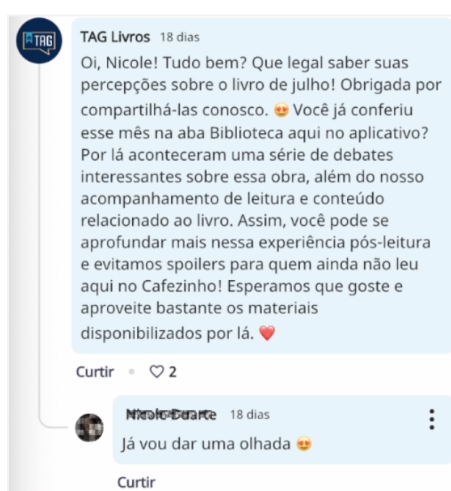 TAG
TAG Livros 18 dias
Oi, Nicole! Tudo bem? Que legal saber suas
percepções sobre o livro de julho! Obrigada por
compartilhá-las conosco. 😍 Você já conferiu
esse mês na aba Biblioteca aqui no aplicativo?
Por lá aconteceram uma série de debates
interessantes sobre essa obra, além do nosso
acompanhamento de leitura e conteúdo
relacionado ao livro. Assim, você pode se
aprofundar mais nessa experiência pós-leitura
e evitamos spoilers para quem ainda não leu
aqui no Cafezinho! Esperamos que goste e
aproveite bastante os materiais
disponibilizados por lá. ❤️
Curtir • ♡ 2
18 dias
Já vou dar uma olhada 😍
Curtir